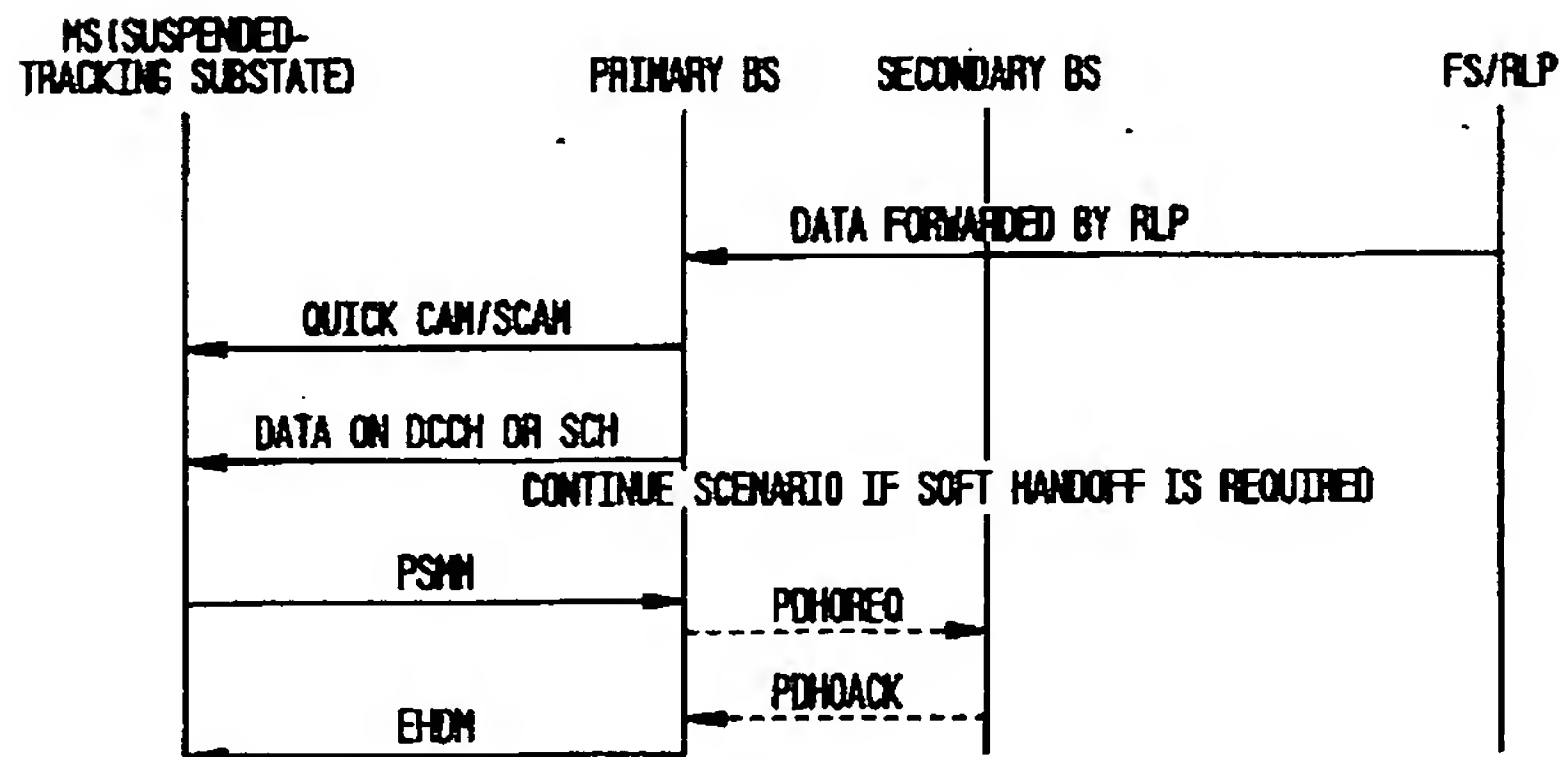 MS(SUSPENDED-
TRACKING SUBSTATE)
PRIMARY BS
SECONDARY BS
FS/RLP
DATA FORWARDED BY RLP
QUICK CAM/SCAM
DATA ON DCCH OR SCH
CONTINUE SCENARIO IF SOFT HANDOFF IS REQUIRED
PSMM
PDHOREQ
PDHOACK
EHDM